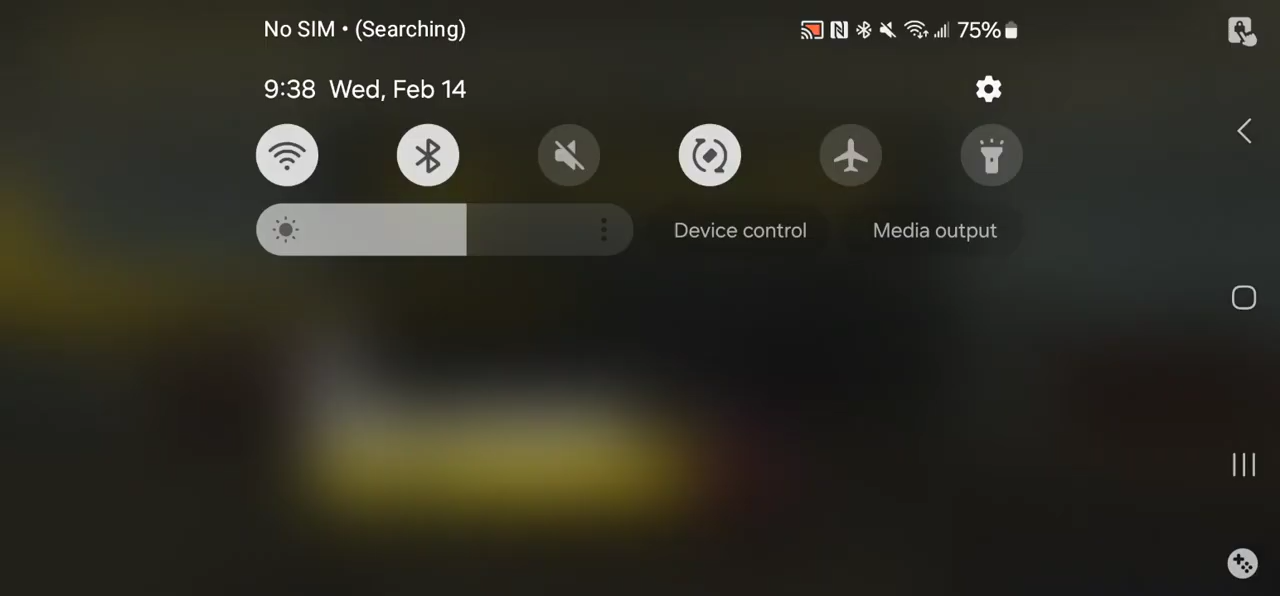 No SIM • (Searching)
75%
9:38 Wed, Feb 14
Device control
Media output